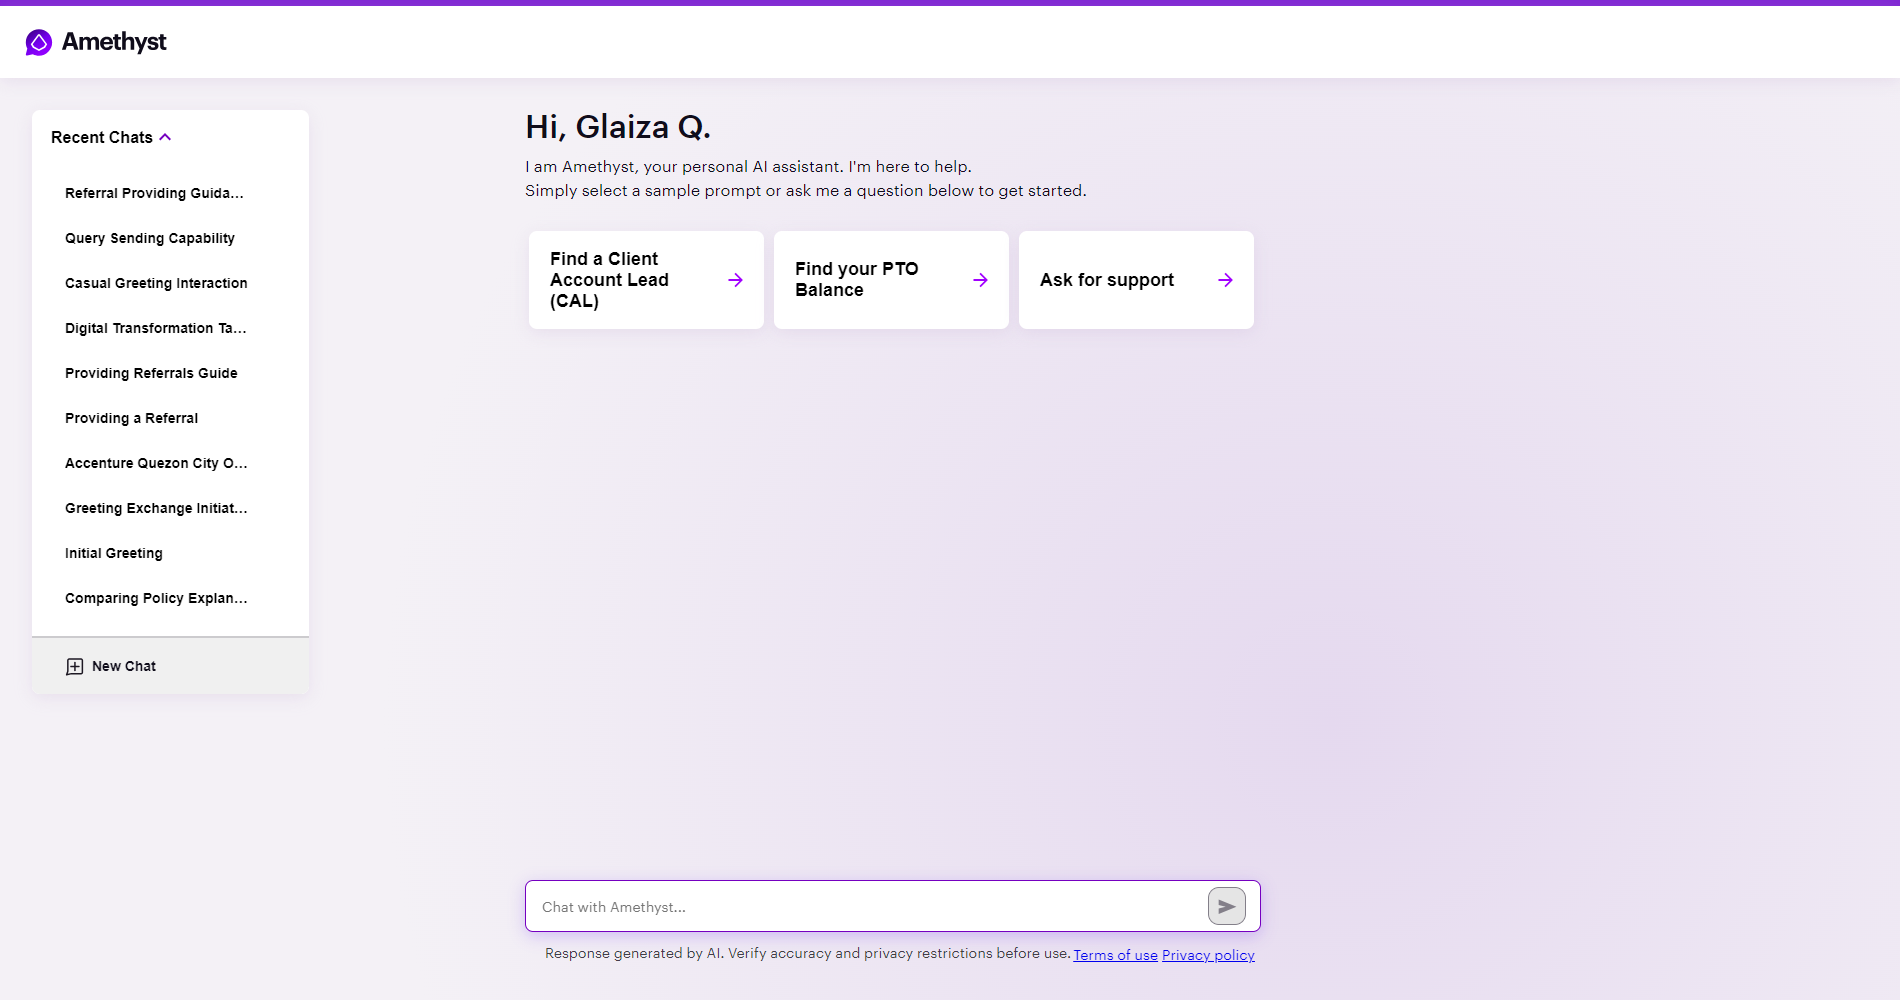 Amethyst
Recent Chats
Referral Providing Guida...
Query Sending Capability
Casual Greeting Interaction
Digital Transformation Ta...
Providing Referrals Guide
Providing a Referral
Accenture Quezon City O...
Greeting Exchange Initiat...
Initial Greeting
Comparing Policy Explan...
New Chat
Hi, Glaiza Q.
I am Amethyst, your personal AI assistant. I'm here to help.
Simply select a sample prompt or ask me a question below to get started.
Find a Client
Account Lead
(CAL)
Find your PTO
Balance
Ask for support
Chat with Amethyst...
Response generated by AI. Verify accuracy and privacy restrictions before use. Terms of use Privacy policy